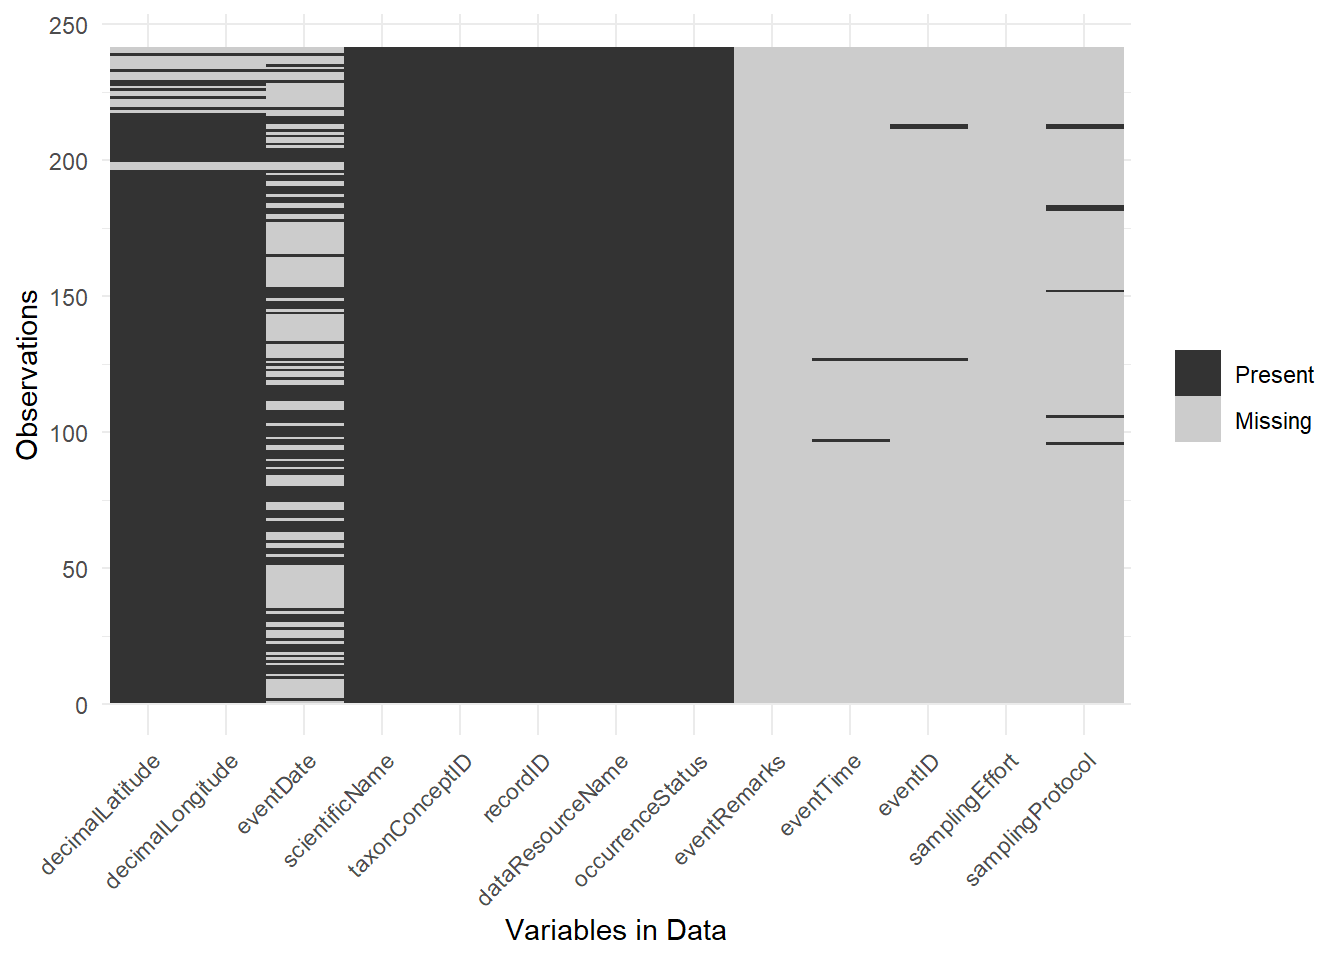 250
200
150
100
50
0
Observations
decimalLatitude
decimalLongitude
eventDate
scientificName
taxonConceptID
recordID
dataResourceName
occurrenceStatus
eventRemarks
eventTime
eventID
samplingEffort
samplingProtocol
Variables in Data
Present
Missing